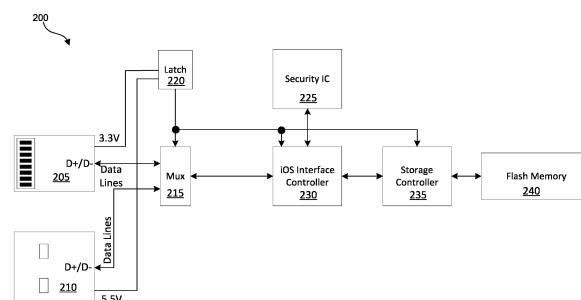 200
Latch
220
Security IC
225
3.3V
D+/D-
205
Data
Lines
Mux
215
iOS Interface
Controller
230
Storage
Controller
235
Flash Memory
240
Data Lines
D+/D-
210
5.5V